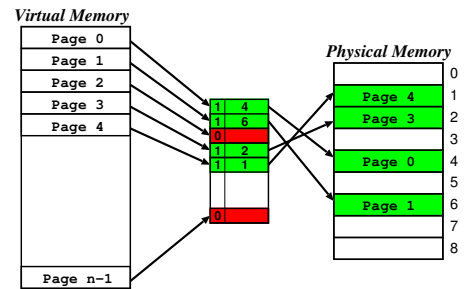 Virtual Memory
Page 0
Page 1
Page 2
Page 3
Page 4
Page n-1
1 4
1 6
0
1 2
1 1
0
Physical Memory
0
Page 4 1
Page 3 2
3
Page 0 4
5
Page 1 6
7
8